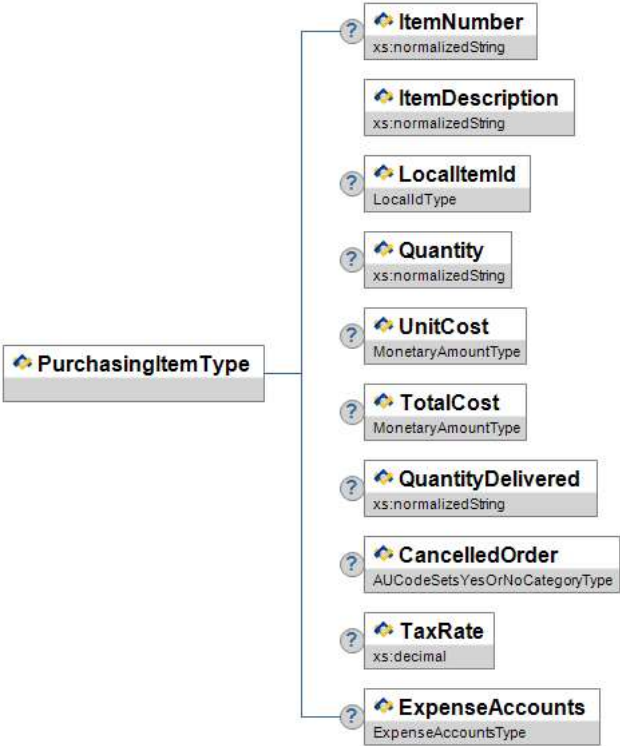 ?
ItemNumber
xs:normalizedString
ItemDescription
xs:normalizedString
?
LocalItemId
LocalIdType
?
Quantity
xs:normalizedString
?
UnitCost
MonetaryAmountType
PurchasingItemType
?
TotalCost
MonetaryAmountType
?
QuantityDelivered
xs:normalizedString
?
CancelledOrder
AUCodeSetsYesOrNoCategoryType
?
TaxRate
xs:decimal
?
ExpenseAccounts
ExpenseAccountsType